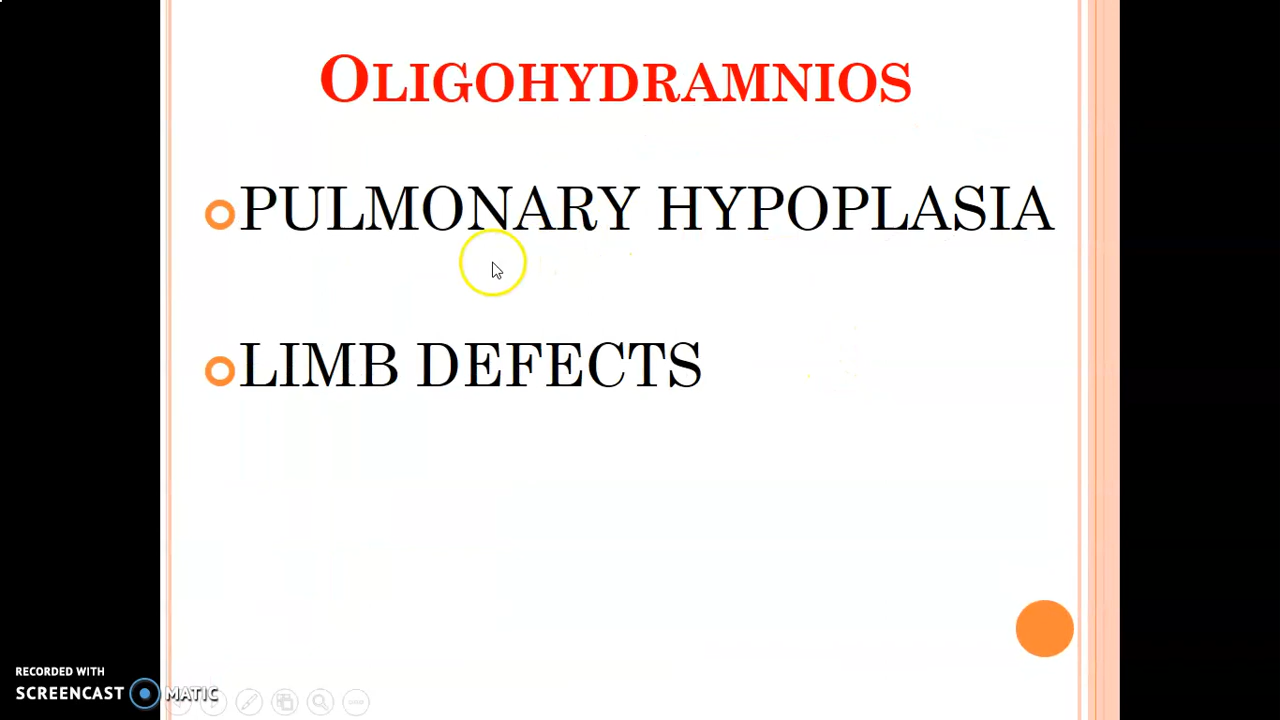 OLIGOHYDRAMNIOS
PULMONARY HYPOPLASIA
LIMB DEFECTS
RECORDED WITH
SCREENCAST MATIC